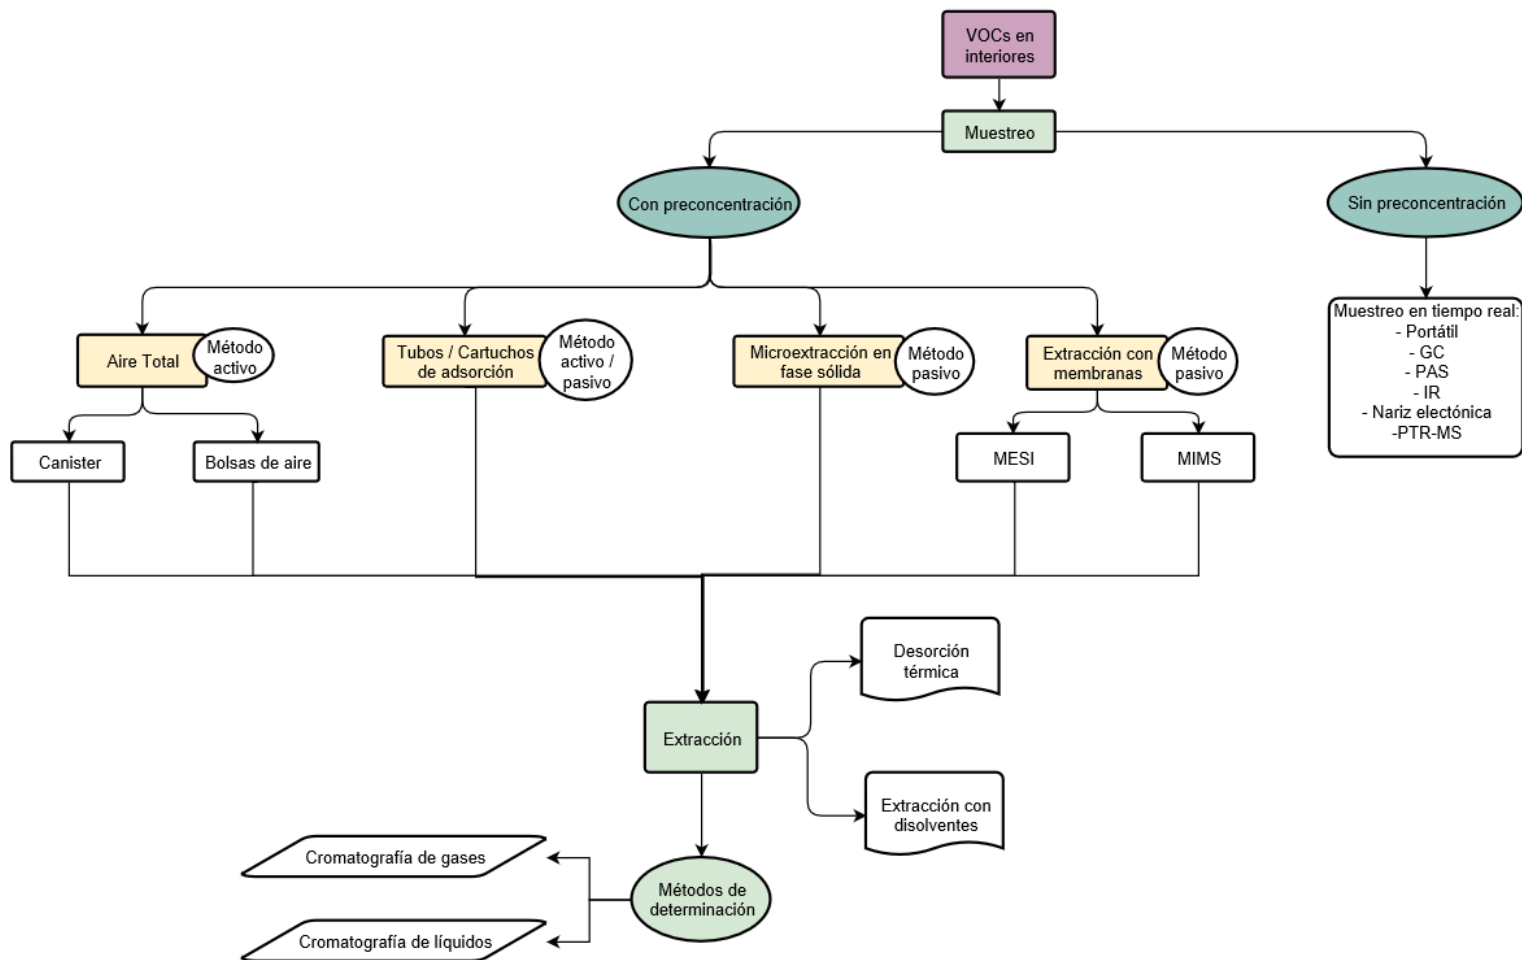 VOCs en
interiores
Muestreo
Con preconcentración
Sin preconcentración
Aire Total
Método
activo
Tubos / Cartuchos
de adsorción
Método
activo /
pasivo
Microextracción en
fase sólida
Método
pasivo
Extracción con
membranas
Método
pasivo
Muestreo en tiempo real:
- Portátil
- GC
- PAS
- IR
- Nariz electónica
-PTR-MS
Canister
Bolsas de aire
MESI
MIMS
Desorción
térmica
Extracción
Extracción con
disolventes
Métodos de
determinación
Cromatografía de gases
Cromatografía de líquidos